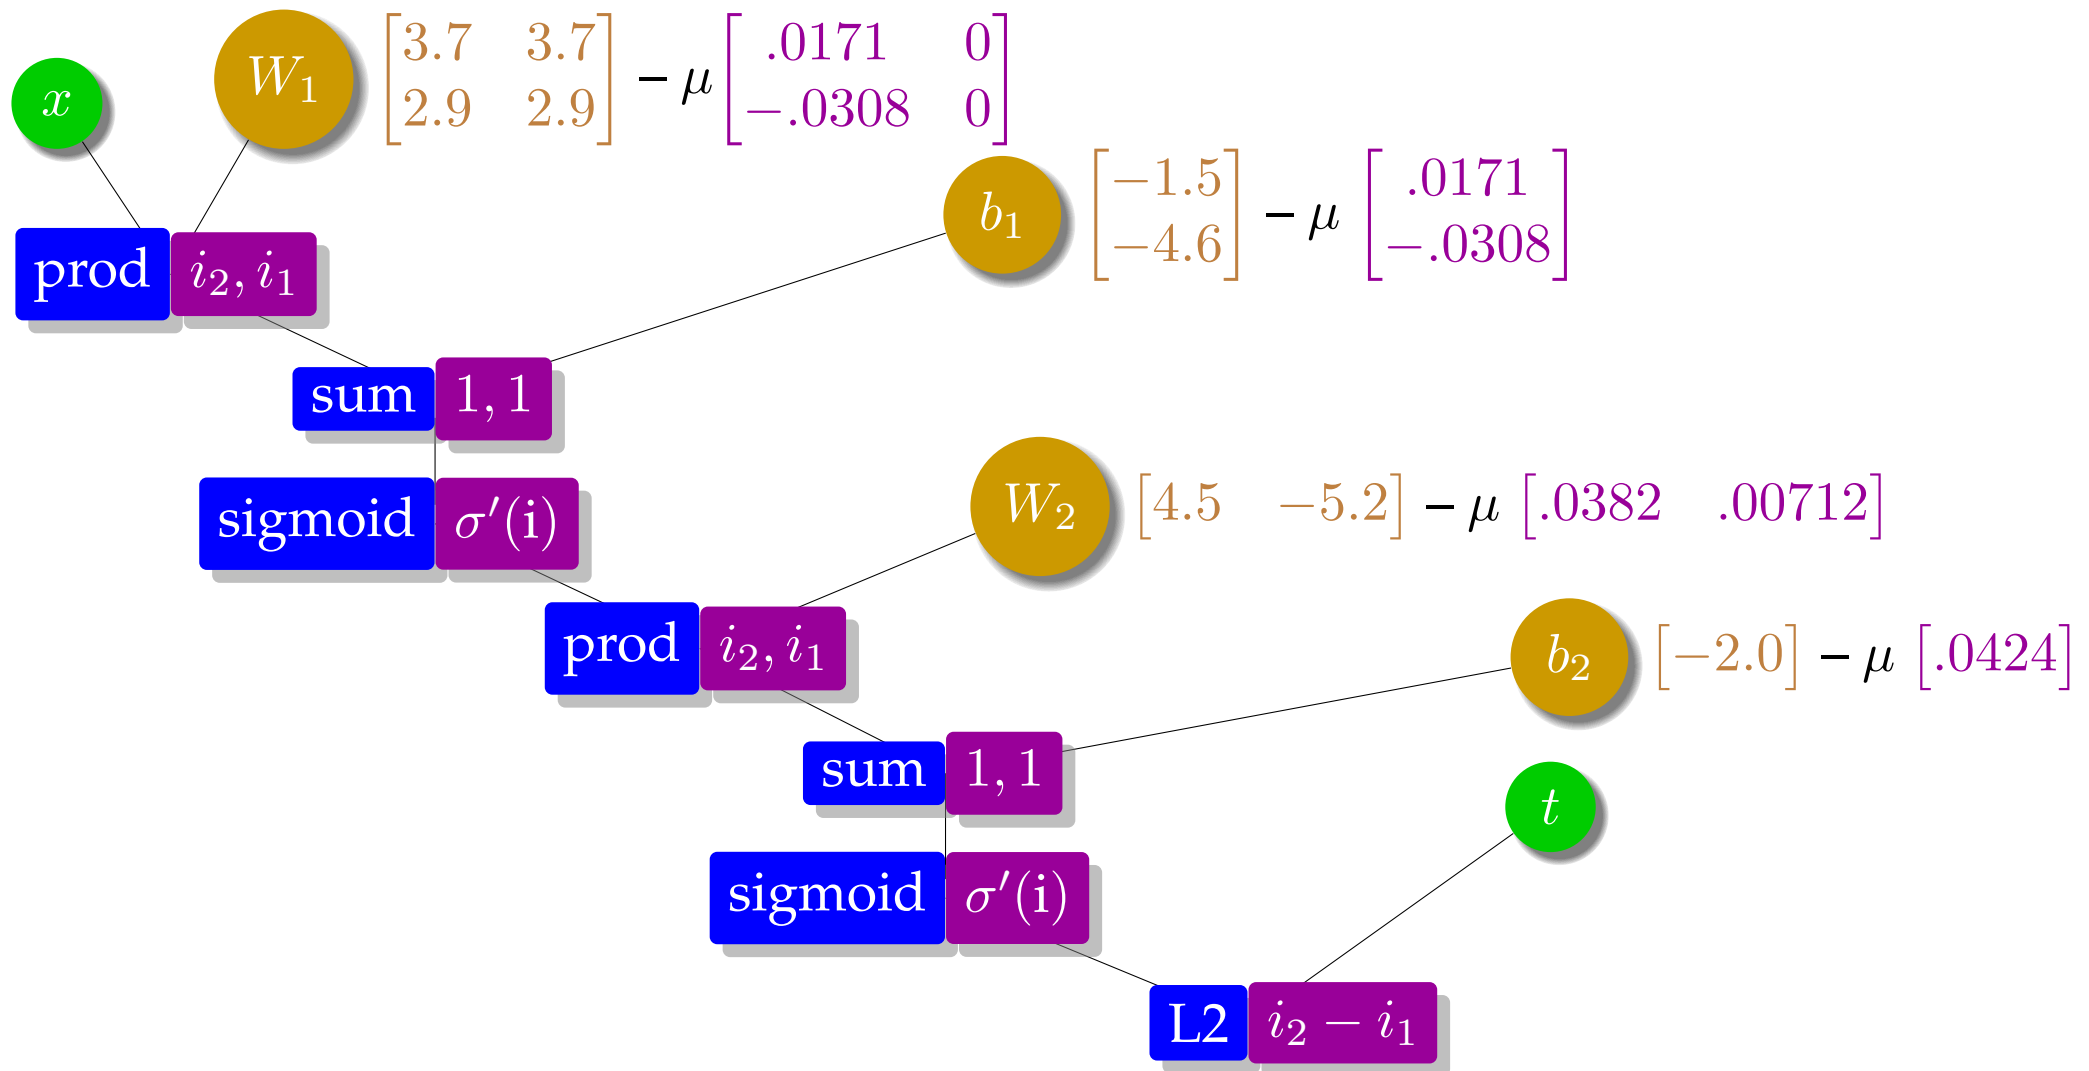 x
W₁ [3.7 3.7; 2.9 2.9] − μ [.0171 0; −.0308 0]
b₁ [−1.5; −4.6] − μ [.0171; −.0308]
prod i₂, i₁
sum 1, 1
sigmoid σ′(i)
W₂ [4.5 −5.2] − μ [.0382 .00712]
prod i₂, i₁
b₂ [−2.0] − μ [.0424]
sum 1, 1
t
sigmoid σ′(i)
L2 i₂ − i₁